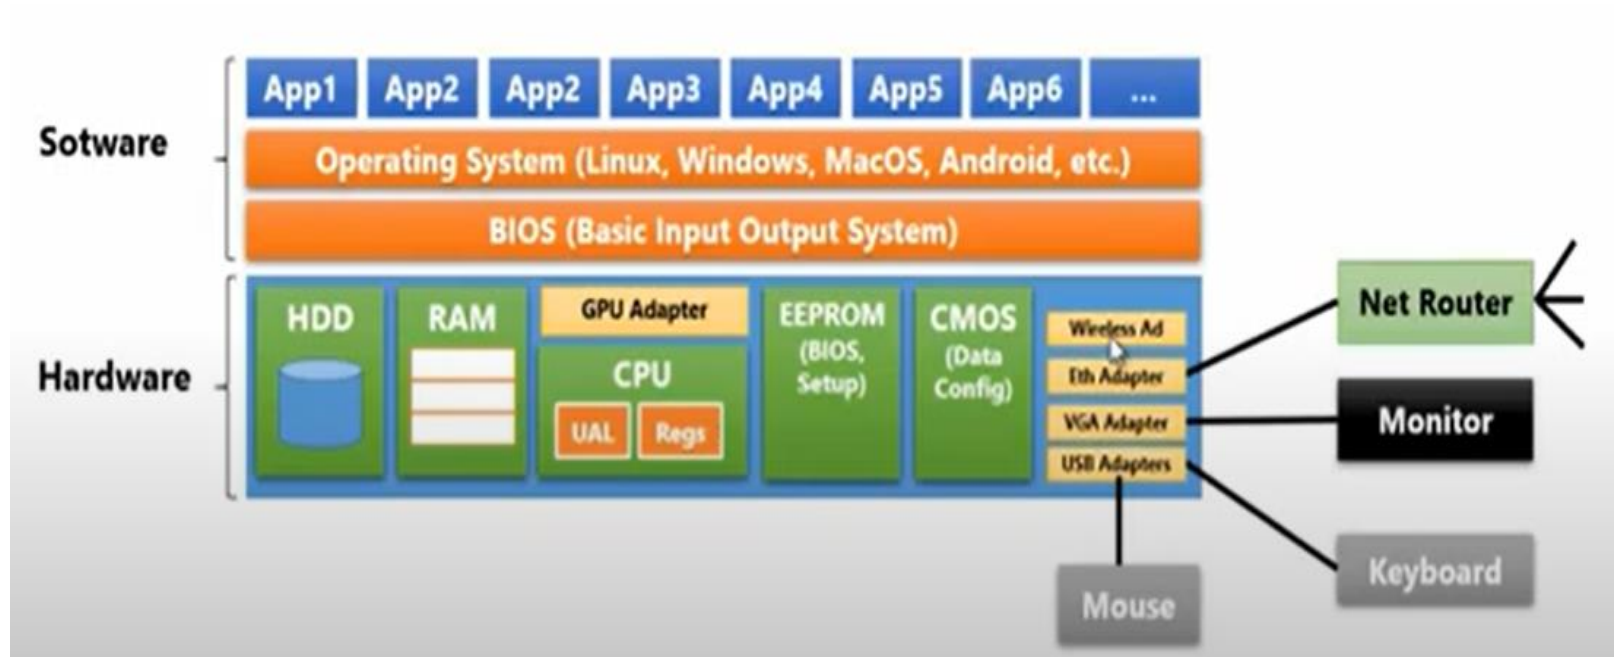 App1
App2
App2
App3
App4
App5
App6
...
Sotware
Operating System (Linux, Windows, MacOS, Android, etc.)
BIOS (Basic Input Output System)
Hardware
HDD
RAM
GPU Adapter
CPU
UAL
Regs
EEPROM
(BIOS,
Setup)
CMOS
(Data
Config)
Wireless Ad
Eth Adapter
VGA Adapter
USB Adapters
Net Router
Monitor
Keyboard
Mouse